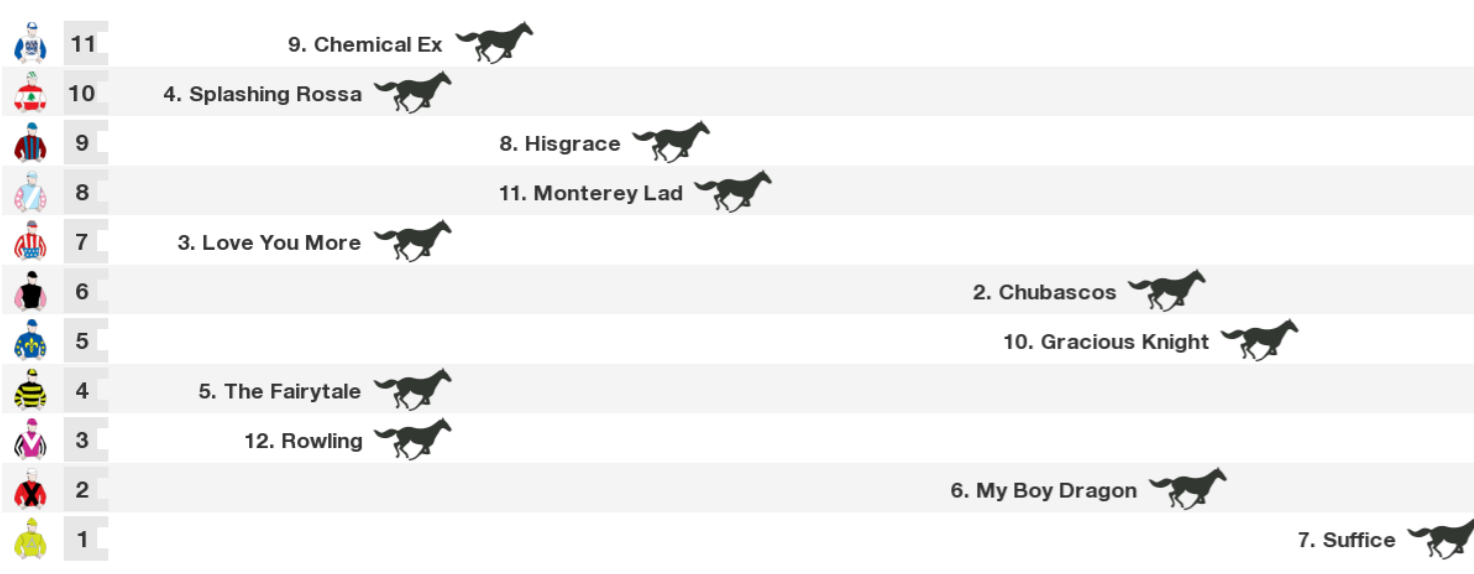 11 9. Chemical Ex
10 4. Splashing Rossa
9 8. Hisgrace
8 11. Monterey Lad
7 3. Love You More
6 2. Chubascos
5 10. Gracious Knight
4 5. The Fairytale
3 12. Rowling
2 6. My Boy Dragon
1 7. Suffice